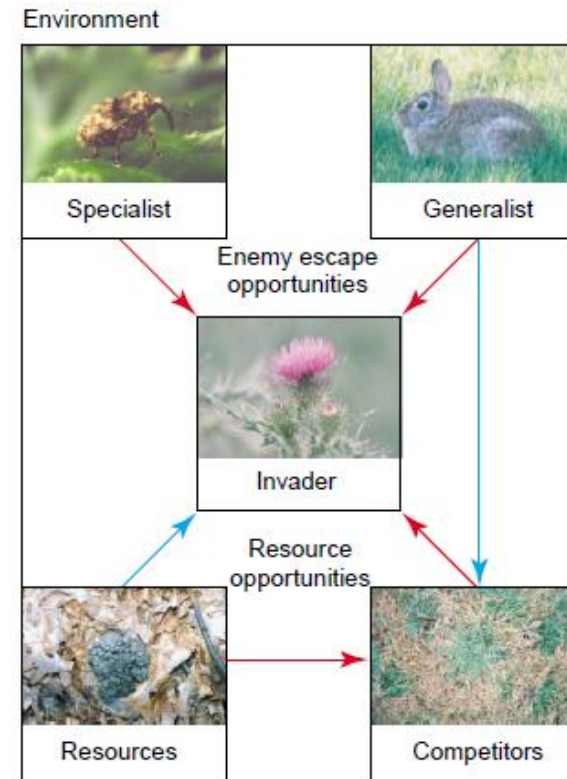 Environment
Specialist
Generalist
Enemy escape
opportunities
Invader
Resource
opportunities
Resources
Competitors